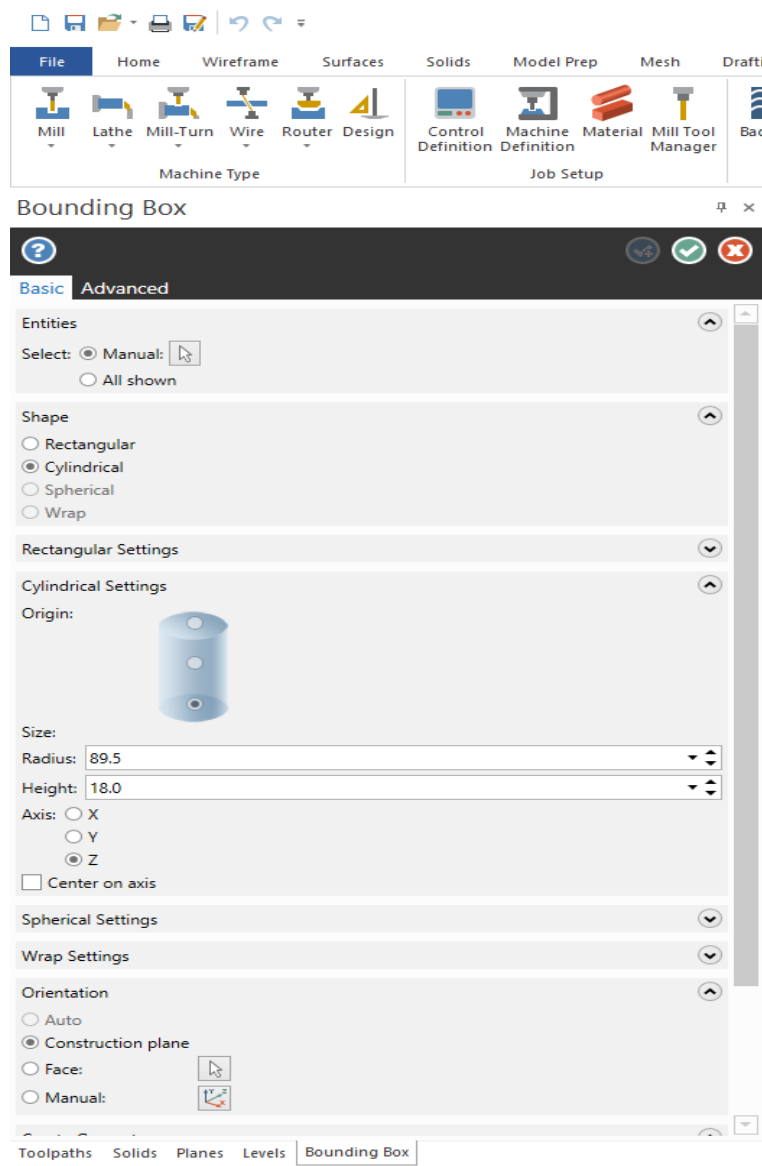 File Home Wireframe Surfaces Solids Model Prep Mesh Drafti
Mill Lathe Mill-Turn Wire Router Design Control Machine Material Mill Tool Bac
Definition Definition Manager
Machine Type Job Setup
Bounding Box
Basic Advanced
Entities
Select: Manual:
All shown
Shape
Rectangular
Cylindrical
Spherical
Wrap
Rectangular Settings
Cylindrical Settings
Origin:
Size:
Radius: 89.5
Height: 18.0
Axis: X
Y
Z
Center on axis
Spherical Settings
Wrap Settings
Orientation
Auto
Construction plane
Face:
Manual:
Toolpaths Solids Planes Levels Bounding Box